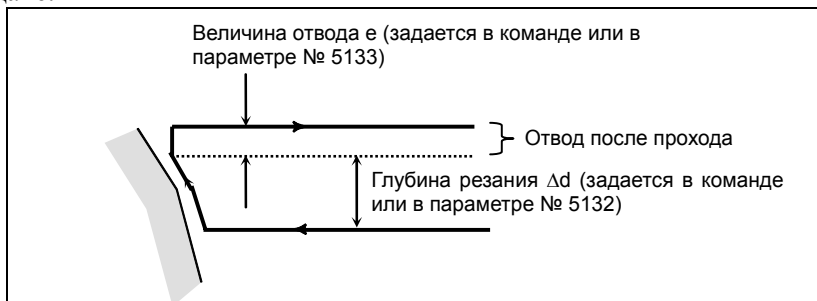 Величина отвода e (задается в команде или в
параметре № 5133)
Отвод после прохода
Глубина резания Δd (задается в команде
или в параметре № 5132)